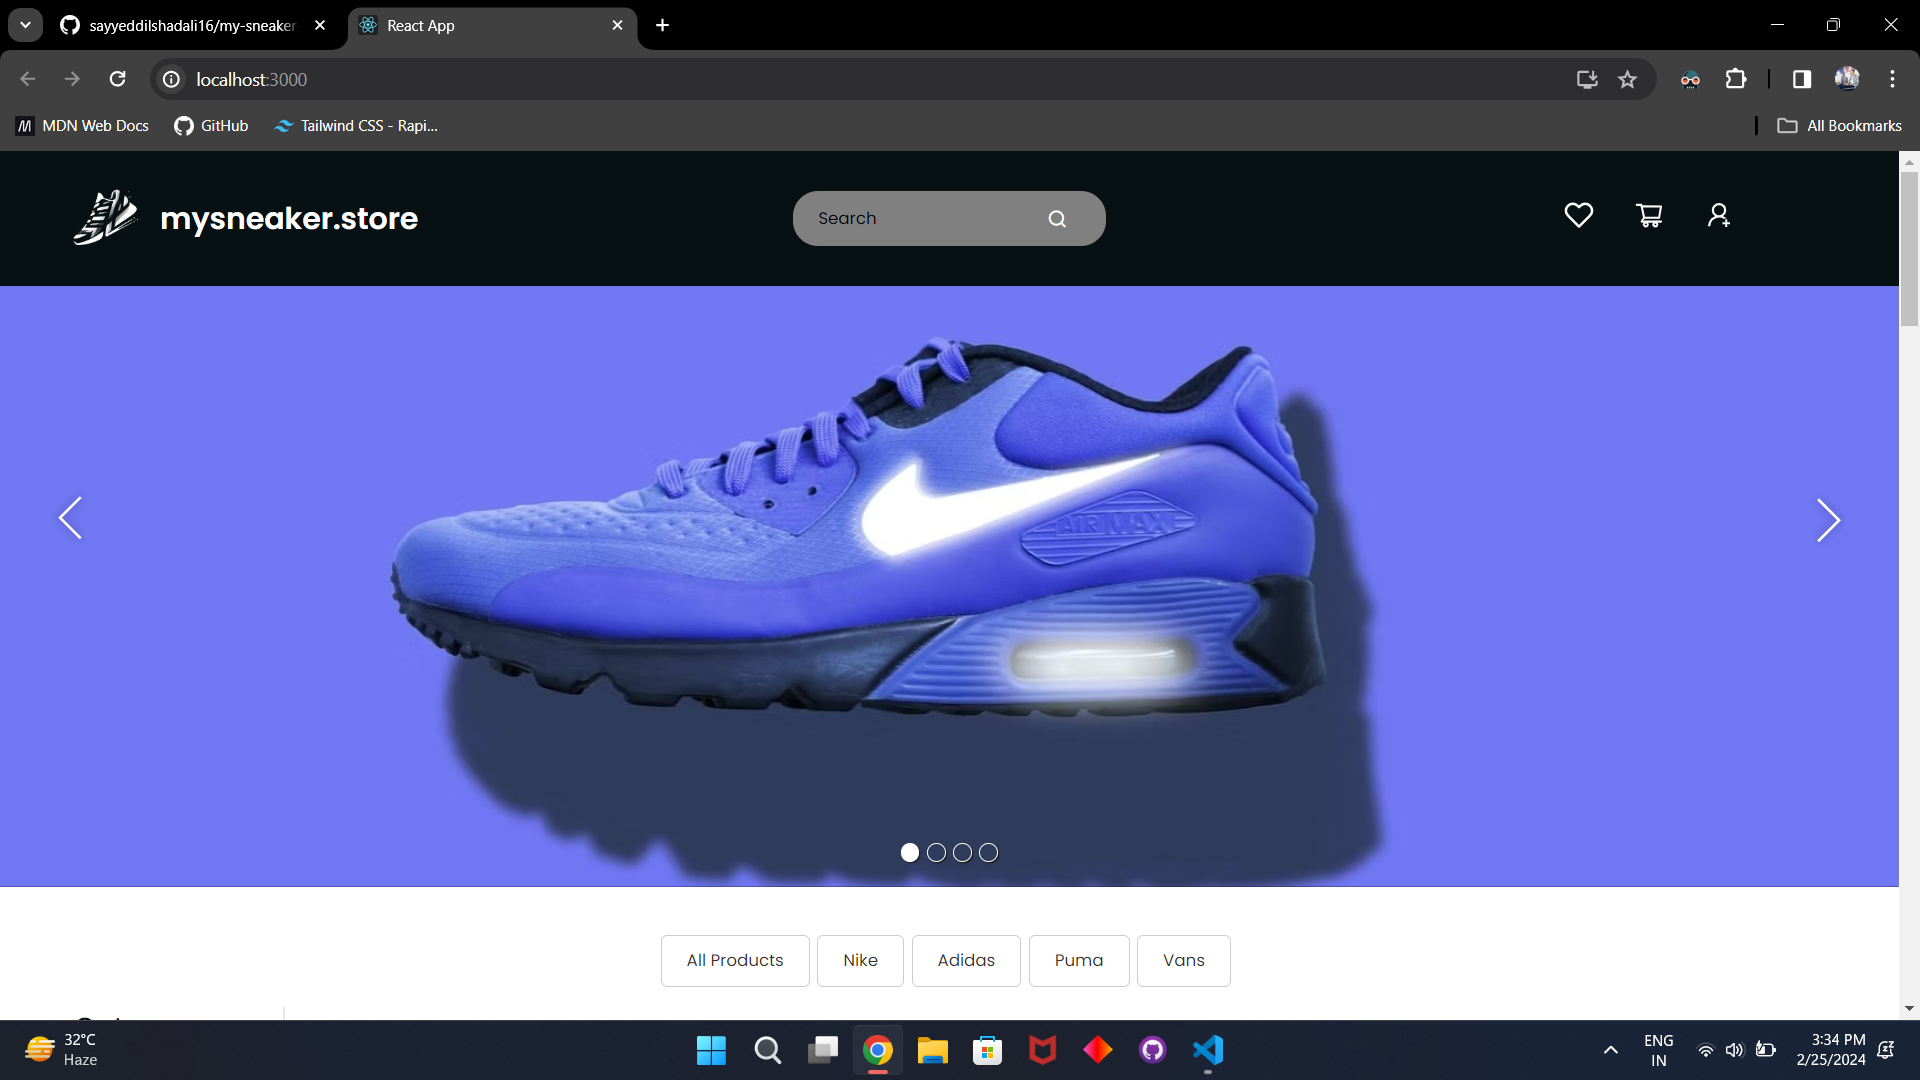 sayyeddilshadali16/my-sneaker-
React App
localhost:3000
MDN Web Docs
GitHub
Tailwind CSS - Rapi...
All Bookmarks
mysneaker.store
Search
AIR MAX
All Products
Nike
Adidas
Puma
Vans
32°C
Haze
ENG
IN
3:34 PM
2/25/2024